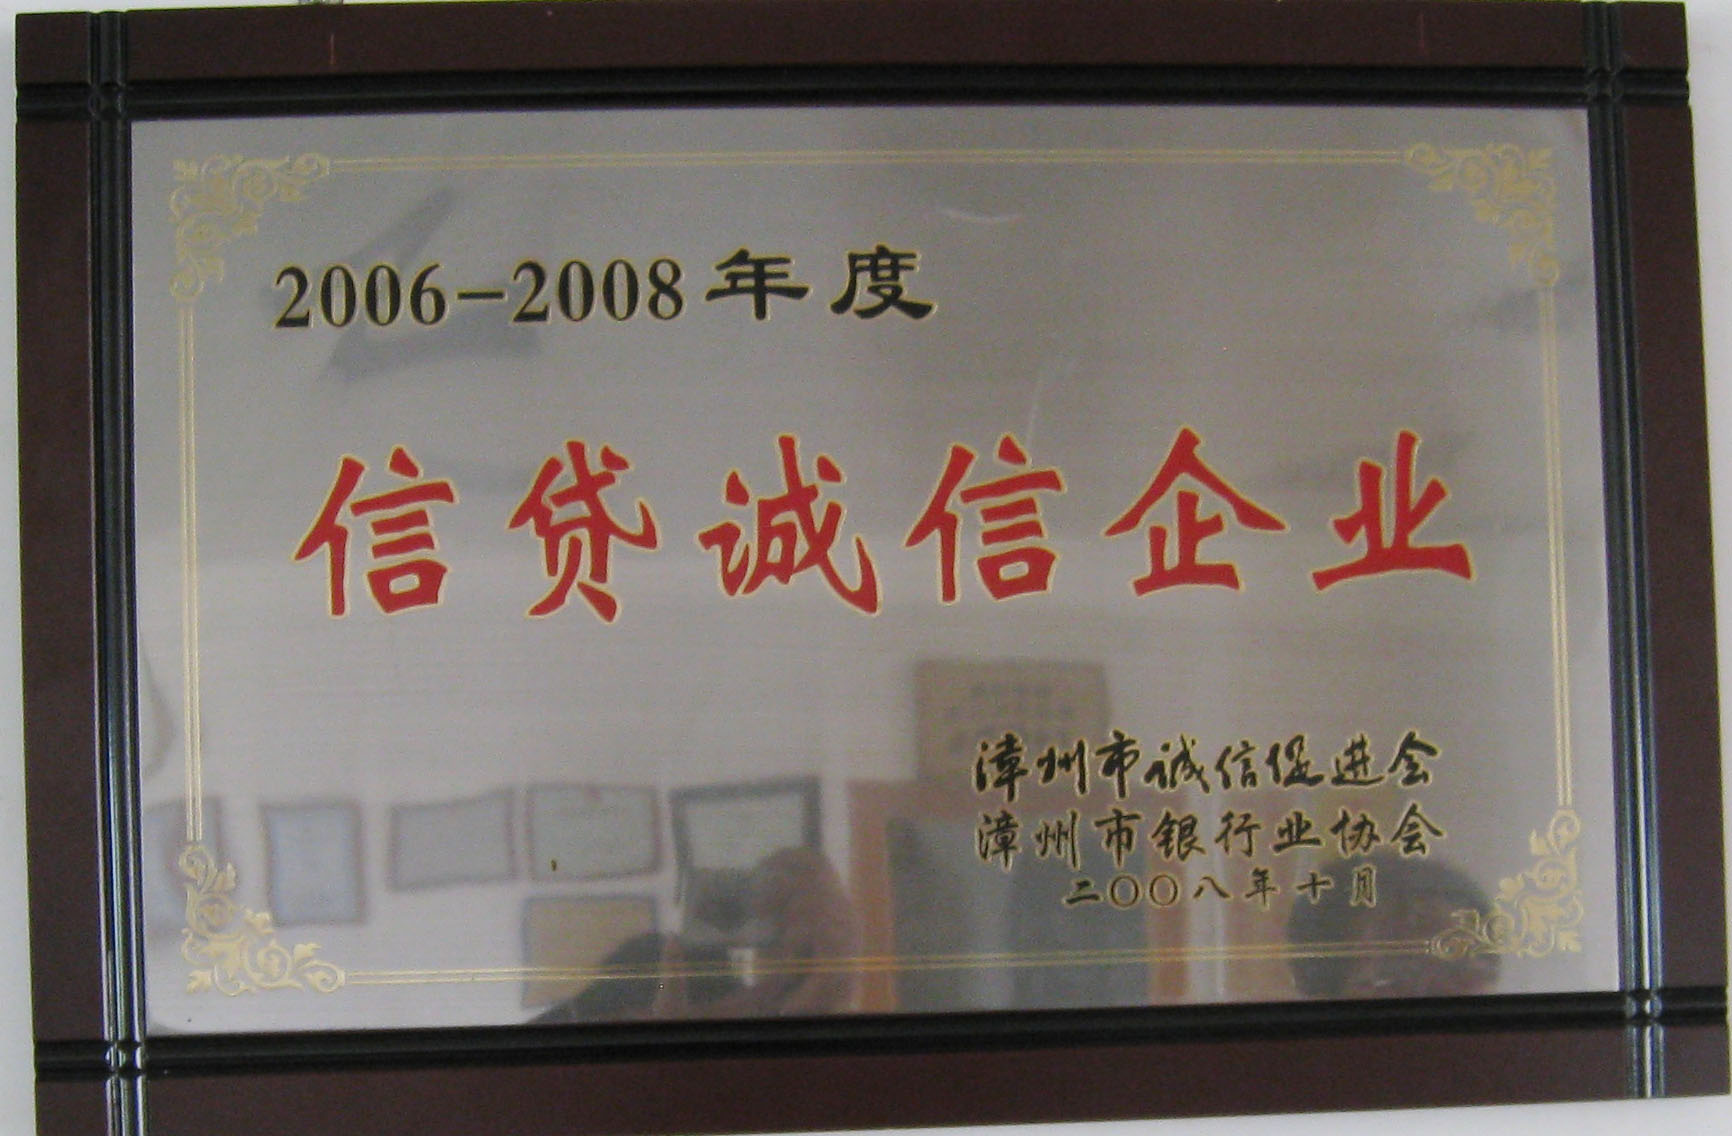 2006-2008年度
信贷诚信企业
漳州市诚信促进会
漳州市银行业协会
二〇〇八年十月